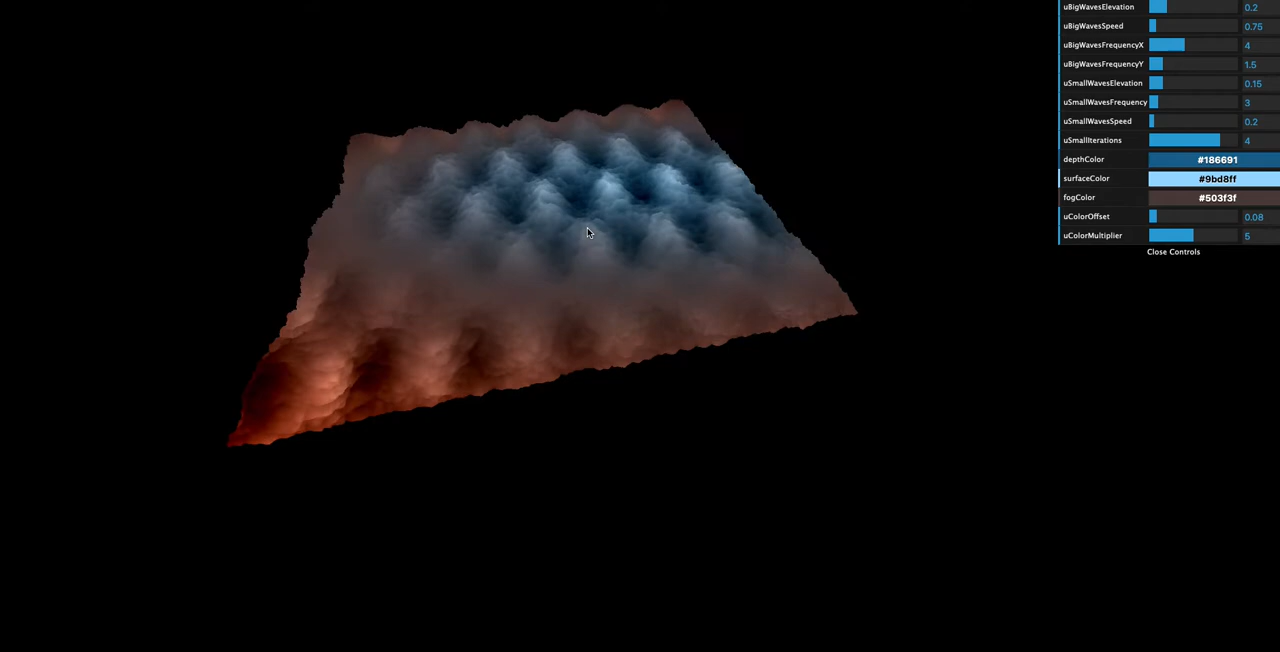 uBigWavesElevation 0.2
uBigWavesSpeed 0.75
uBigWavesFrequencyX 4
uBigWavesFrequencyY 1.5
uSmallWavesElevation 0.15
uSmallWavesFrequency 3
uSmallWavesSpeed 0.2
uSmallIterations 4
depthColor #186691
surfaceColor #9bd8ff
fogColor #503f3f
uColorOffset 0.08
uColorMultiplier 5
Close Controls